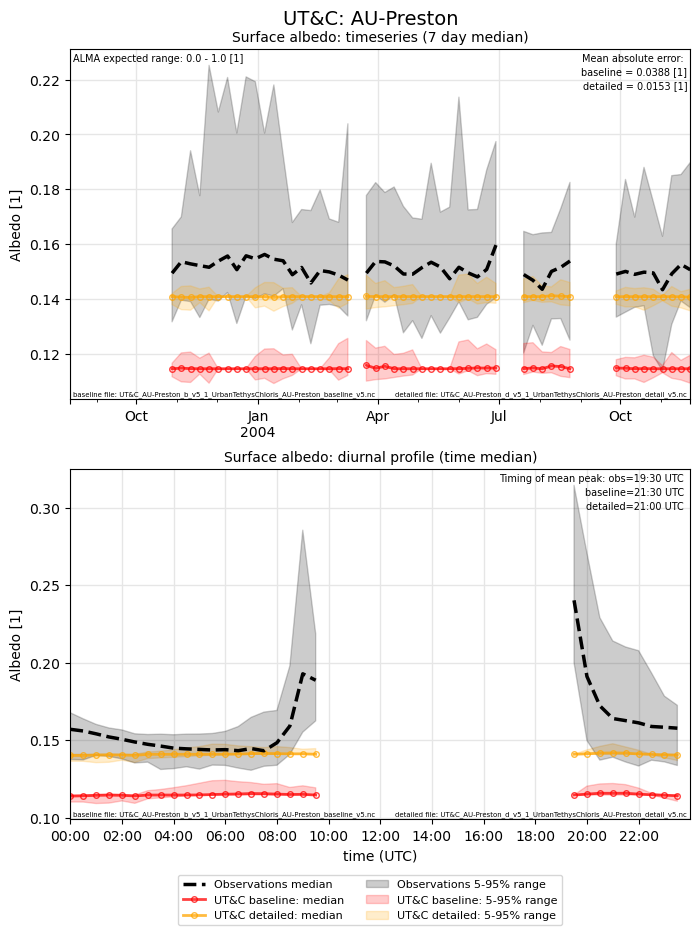 UT&C: AU-Preston
Surface albedo: timeseries (7 day median)
ALMA expected range: 0.0 - 1.0 [1]
Mean absolute error:
baseline = 0.0388 [1]
detailed = 0.0153 [1]
0.22
0.20
0.18
0.16
0.14
0.12
Albedo [1]
baseline file: UT&C_AU-Preston_b_v5_1_UrbanTethysChloris_AU-Preston_baseline_v5.nc
detailed file: UT&C_AU-Preston_d_v5_1_UrbanTethysChloris_AU-Preston_detail_v5.nc
Oct Jan Apr Jul Oct
2004
Surface albedo: diurnal profile (time median)
Timing of mean peak: obs=19:30 UTC
baseline=21:30 UTC
detailed=21:00 UTC
0.30
0.25
0.20
0.15
0.10
Albedo [1]
baseline file: UT&C_AU-Preston_b_v5_1_UrbanTethysChloris_AU-Preston_baseline_v5.nc
detailed file: UT&C_AU-Preston_d_v5_1_UrbanTethysChloris_AU-Preston_detail_v5.nc
00:00 02:00 04:00 06:00 08:00 10:00 12:00 14:00 16:00 18:00 20:00 22:00
time (UTC)
Observations median
UT&C baseline: median
UT&C detailed: median
Observations 5-95% range
UT&C baseline: 5-95% range
UT&C detailed: 5-95% range